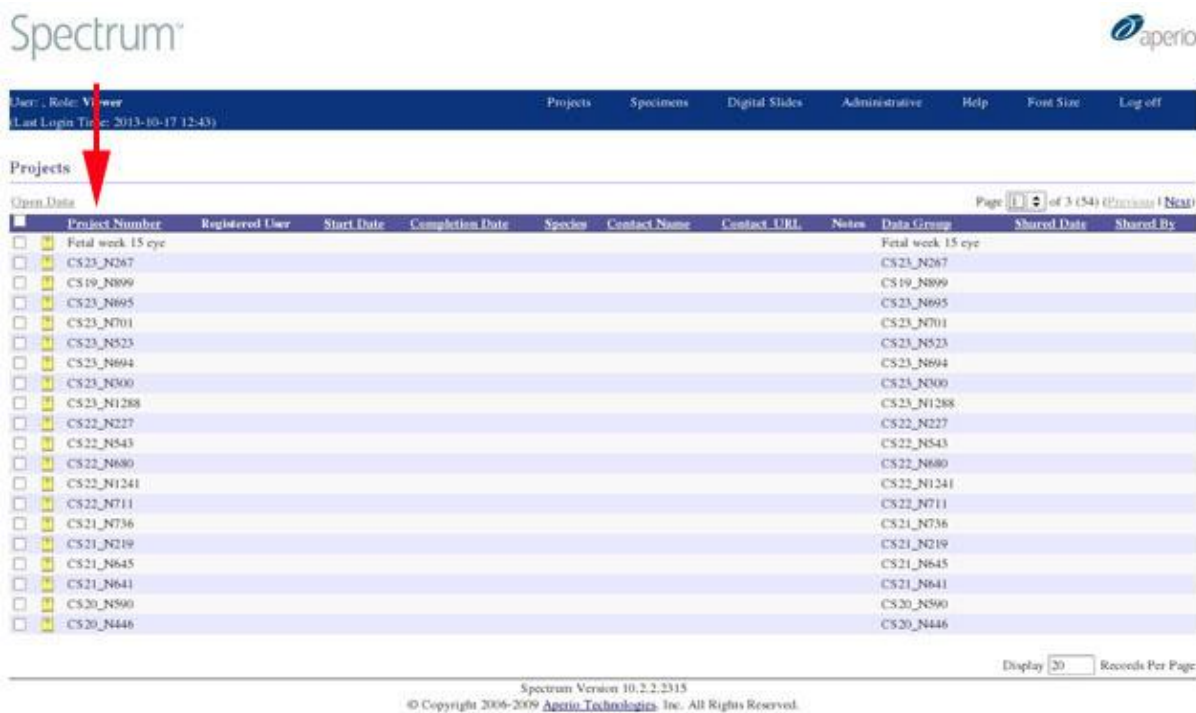 Spectrum™
aperio
User: , Role: Viewer Projects Specimens Digital Slides Administrative Help Font Size Log off
(Last Login Time: 2013-10-17 12:43)
Projects
Open Data Page 1 of 3 (54) (Previous | Next)
Project Number Registered User Start Date Completion Date Species Contact Name Contact URL Notes Data Group Shared Date Shared By
Fetal week 15 eye Fetal week 15 eye
CS23_N267 CS23_N267
CS19_N899 CS19_N899
CS23_N695 CS23_N695
CS23_N701 CS23_N701
CS23_N523 CS23_N523
CS23_N694 CS23_N694
CS23_N300 CS23_N300
CS23_N1288 CS23_N1288
CS22_N227 CS22_N227
CS22_N543 CS22_N543
CS22_N680 CS22_N680
CS22_N1241 CS22_N1241
CS22_N711 CS22_N711
CS21_N736 CS21_N736
CS21_N219 CS21_N219
CS21_N645 CS21_N645
CS21_N641 CS21_N641
CS20_N590 CS20_N590
CS20_N446 CS20_N446
Display 20 Records Per Page
Spectrum Version 10.2.2.2315
© Copyright 2006-2009 Aperio Technologies, Inc. All Rights Reserved.